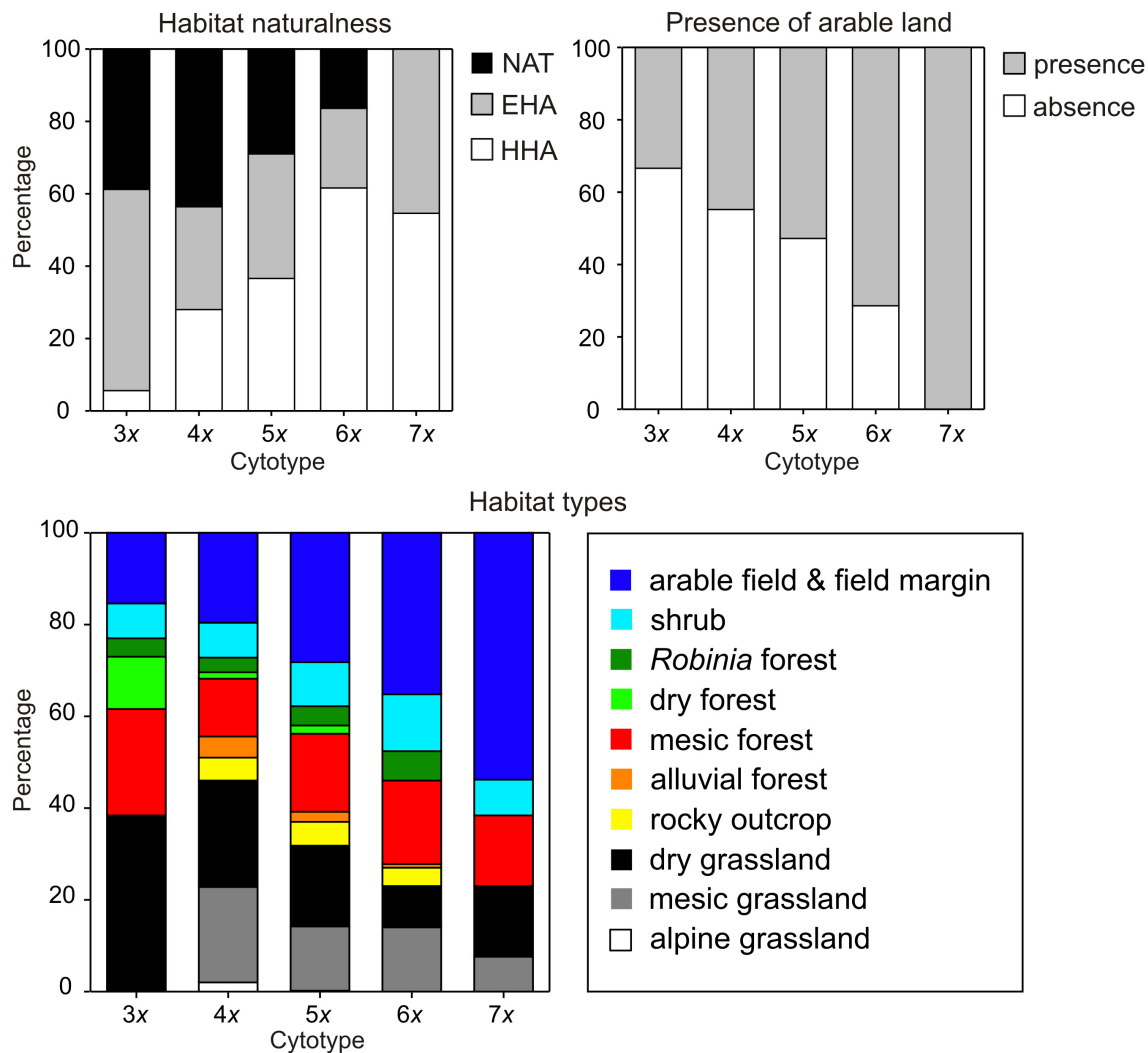 Habitat naturalness
100
80
60
40
20
0
Percentage
3x 4x 5x 6x 7x
Cytotype
NAT
EHA
HHA
Presence of arable land
100
80
60
40
20
0
3x 4x 5x 6x 7x
Cytotype
presence
absence
Habitat types
100
80
60
40
20
0
Percentage
3x 4x 5x 6x 7x
Cytotype
arable field & field margin
shrub
Robinia forest
dry forest
mesic forest
alluvial forest
rocky outcrop
dry grassland
mesic grassland
alpine grassland